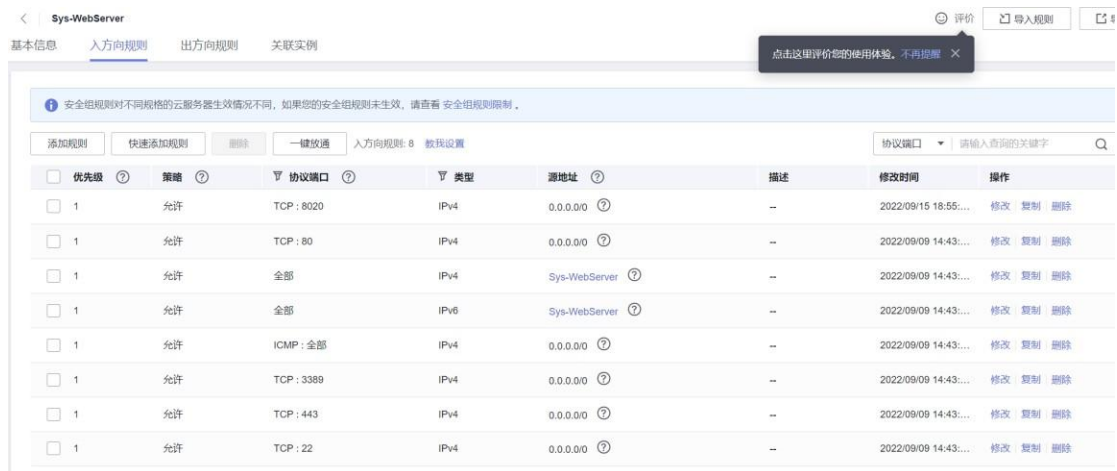 Sys-WebServer 评价 导入规则
基本信息 入方向规则 出方向规则 关联实例
点击这里评价您的使用体验。不再提醒
安全组规则对不同规格的云服务器生效情况不同，如果您的安全组规则未生效，请查看 安全组规则限制 。
添加规则 快速添加规则 删除 一键放通 入方向规则: 8 教我设置 协议端口 请输入查询的关键字
优先级 策略 协议端口 类型 源地址 描述 修改时间 操作
1 允许 TCP : 8020 IPv4 0.0.0.0/0 -- 2022/09/15 18:55:... 修改 复制 删除
1 允许 TCP : 80 IPv4 0.0.0.0/0 -- 2022/09/09 14:43:... 修改 复制 删除
1 允许 全部 IPv4 Sys-WebServer -- 2022/09/09 14:43:... 修改 复制 删除
1 允许 全部 IPv6 Sys-WebServer -- 2022/09/09 14:43:... 修改 复制 删除
1 允许 ICMP : 全部 IPv4 0.0.0.0/0 -- 2022/09/09 14:43:... 修改 复制 删除
1 允许 TCP : 3389 IPv4 0.0.0.0/0 -- 2022/09/09 14:43:... 修改 复制 删除
1 允许 TCP : 443 IPv4 0.0.0.0/0 -- 2022/09/09 14:43:... 修改 复制 删除
1 允许 TCP : 22 IPv4 0.0.0.0/0 -- 2022/09/09 14:43:... 修改 复制 删除